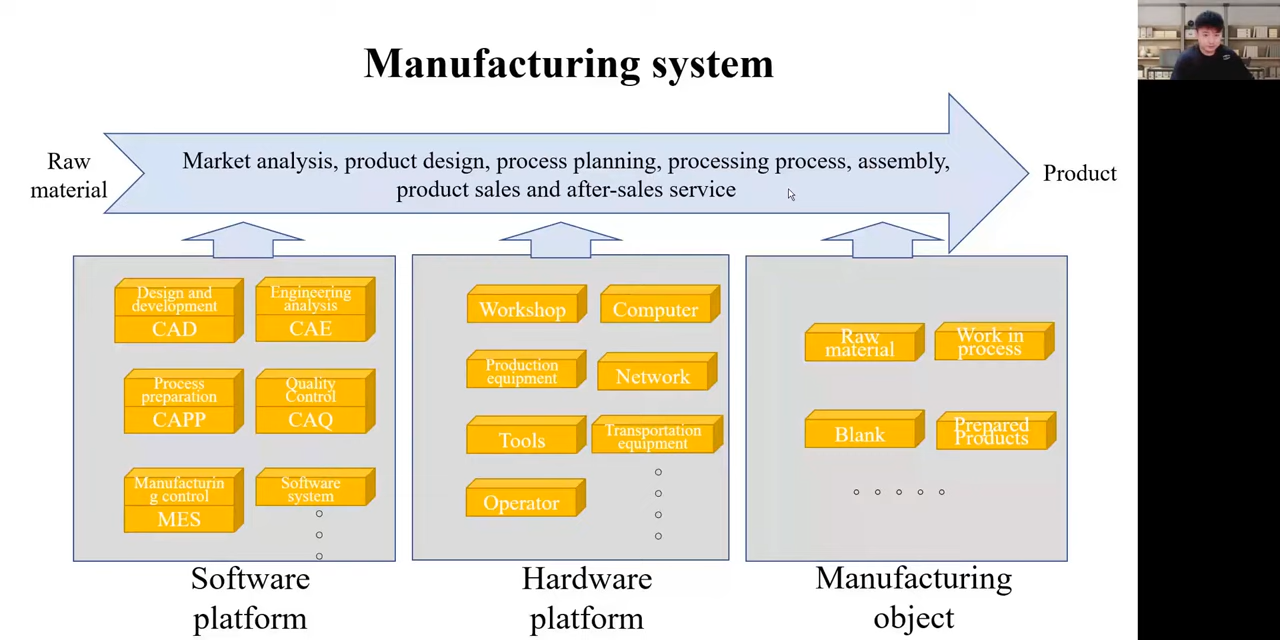 Manufacturing system
Raw
material
Market analysis, product design, process planning, processing process, assembly,
product sales and after-sales service
Product
Design and
development
CAD
Engineering
analysis
CAE
Process
preparation
CAPP
Quality
Control
CAQ
Manufacturin
g control
MES
Software
system
Software
platform
Workshop
Computer
Production
equipment
Network
Tools
Transportation
equipment
Operator
Hardware
platform
Raw
material
Work in
process
Blank
Prepared
Products
Manufacturing
object